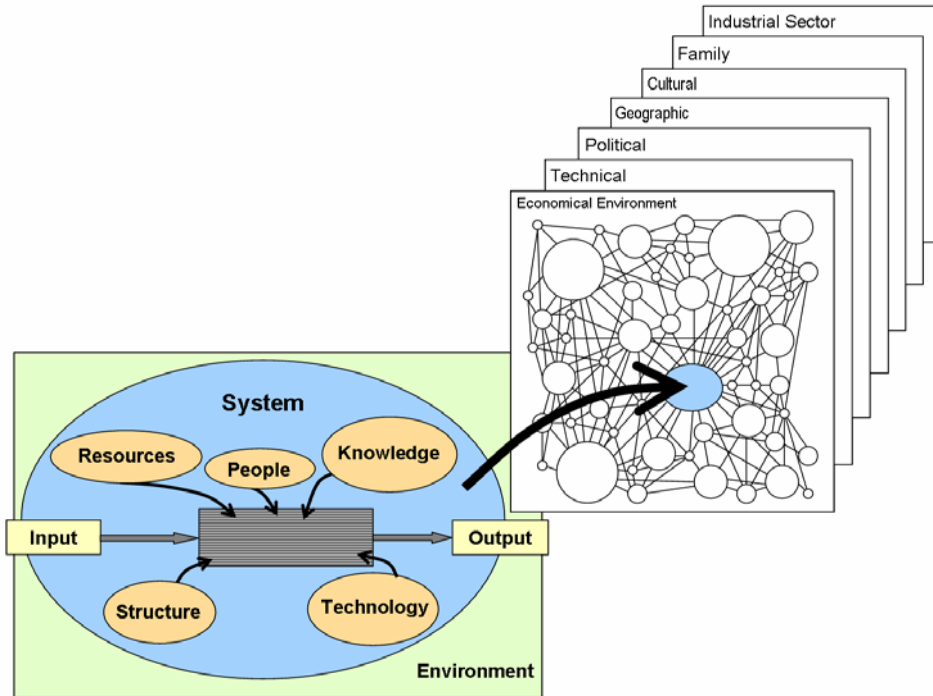 Industrial Sector
Family
Cultural
Geographic
Political
Technical
Economical Environment
System
Resources
People
Knowledge
Input
Output
Structure
Technology
Environment